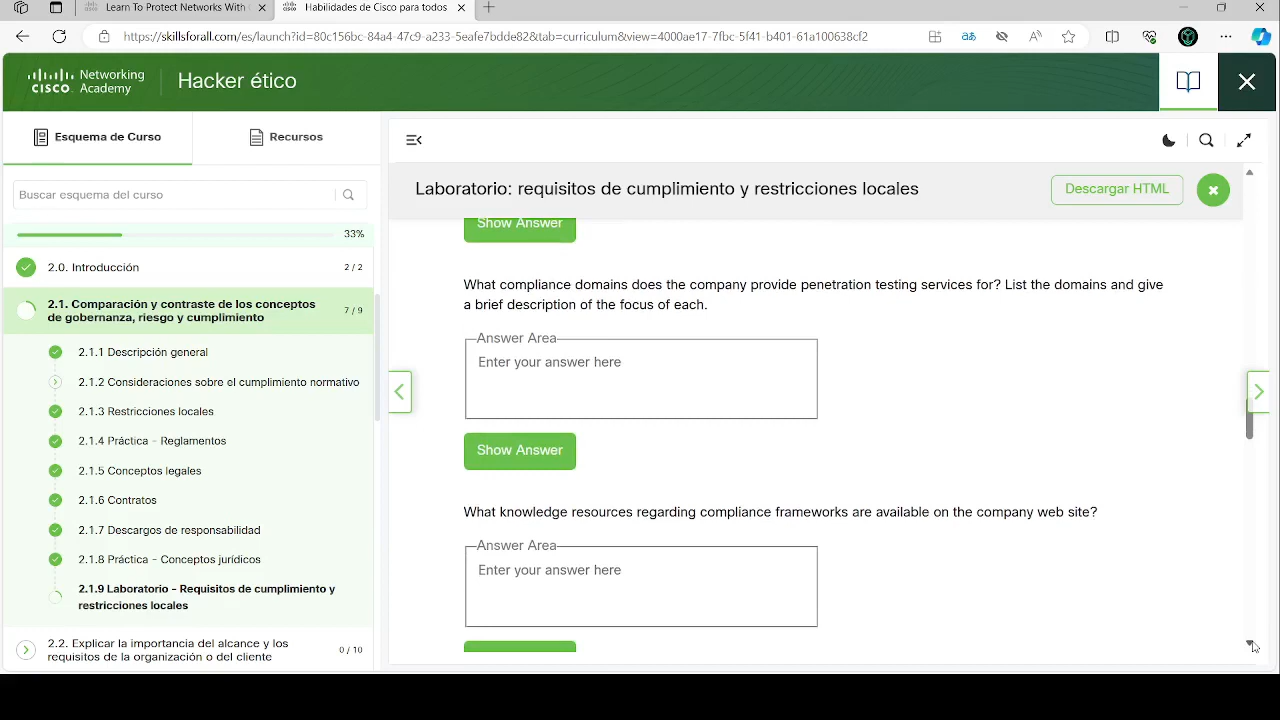 Learn To Protect Networks With
Habilidades de Cisco para todos
https://skillsforall.com/es/launch?id=80c156bc-84a4-47c9-a233-5eafe7bdde82&tab=curriculum&view=4000ae17-7fbc-5f41-b401-61a100638cf2
Networking
CISCO Academy
Hacker ético
Esquema de Curso
Recursos
Buscar esquema del curso
33%
2.0. Introducción 2 / 2
2.1. Comparación y contraste de los conceptos
de gobernanza, riesgo y cumplimiento 7 / 9
2.1.1 Descripción general
2.1.2 Consideraciones sobre el cumplimiento normativo
2.1.3 Restricciones locales
2.1.4 Práctica - Reglamentos
2.1.5 Conceptos legales
2.1.6 Contratos
2.1.7 Descargos de responsabilidad
2.1.8 Práctica - Conceptos jurídicos
2.1.9 Laboratorio - Requisitos de cumplimiento y
restricciones locales
2.2. Explicar la importancia del alcance y los
requisitos de la organización o del cliente 0 / 10
Laboratorio: requisitos de cumplimiento y restricciones locales
Descargar HTML
Show Answer
What compliance domains does the company provide penetration testing services for? List the domains and give
a brief description of the focus of each.
Answer Area
Enter your answer here
Show Answer
What knowledge resources regarding compliance frameworks are available on the company web site?
Answer Area
Enter your answer here